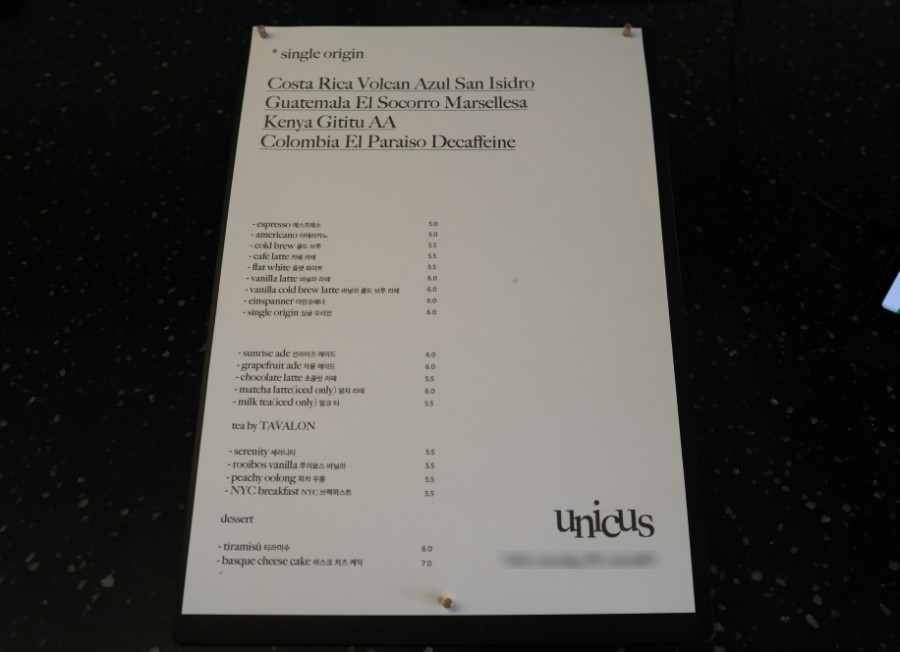 * single origin
Costa Rica Volcan Azul San Isidro
Guatemala El Socorro Marsellesa
Kenya Gititu AA
Colombia El Paraiso Decaffeine
- espresso 에스프레소 5.0
- americano 아메리카노 5.0
- cold brew 콜드 브루 5.5
- cafe latte 카페 라떼 5.5
- flat white 플랫 화이트 5.5
- vanilla latte 바닐라 라떼 6.0
- vanilla cold brew latte 바닐라 콜드 브루 라떼 6.0
- einspanner 아인슈페너 6.0
- single origin 싱글 오리진 6.0
- sunrise ade 선라이즈 에이드 6.0
- grapefruit ade 자몽 에이드 6.0
- chocolate latte 초콜릿 라떼 5.5
- matcha latte(iced only) 말차 라떼 6.0
- milk tea(iced only) 밀크 티 5.5
tea by TAVALON
- serenity 세러니티 5.5
- rooibos vanilla 루이보스 바닐라 5.5
- peachy oolong 피치 우롱 5.5
- NYC breakfast NYC 브렉퍼스트 5.5
dessert
- tiramisù 티라미수 6.0
- basque cheese cake 바스크 치즈 케익 7.0
unicus